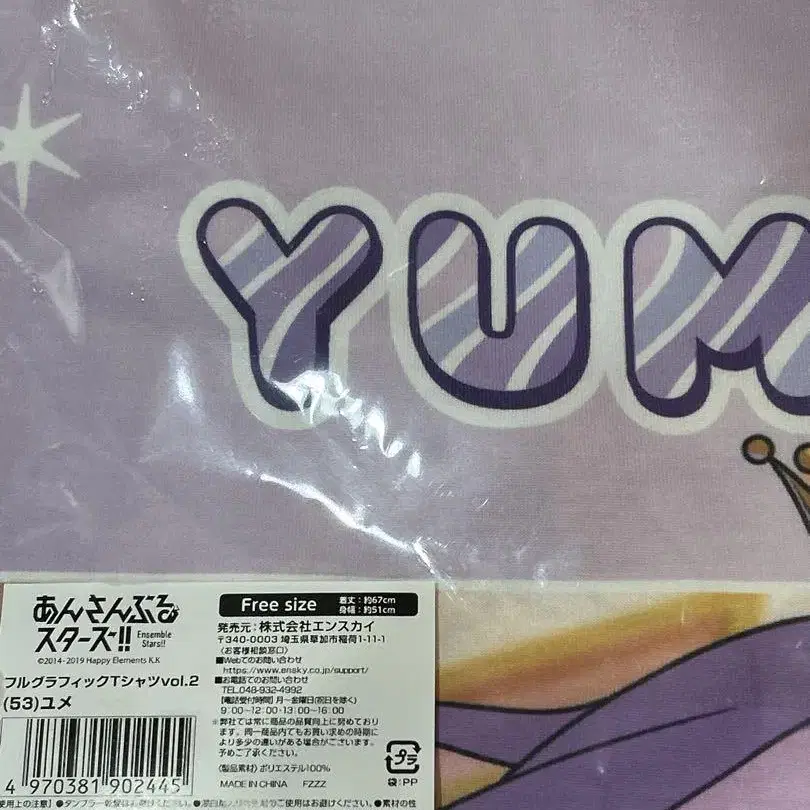 YUM
あんさんぶる
スターズ!!
Ensemble
Stars!!
©2014-2019 Happy Elements K.K
フルグラフィックTシャツvol.2
(53)ユメ
4 970381 902445
Free size
着丈：約67cm
身幅：約51cm
発売元：株式会社エンスカイ
〒340-0003 埼玉県草加市稲荷1-11-1
〈お客様相談窓口〉
■Webでのお問い合わせ
https://www.ensky.co.jp/support/
■お電話でのお問い合わせ
TEL.048-932-4992
【電話受付時間】月～金曜日(祝日を除く)
9：00～12：00・13：00～16：00
※弊社では常に商品の品質向上に努めており
ます。同一商品内でもお買い求めの時期に
より多少の違いがある場合がございます。
予めご了承ください。
〈製品素材〉ポリエステル100%
MADE IN CHINA FZZZ
プラ
袋:PP